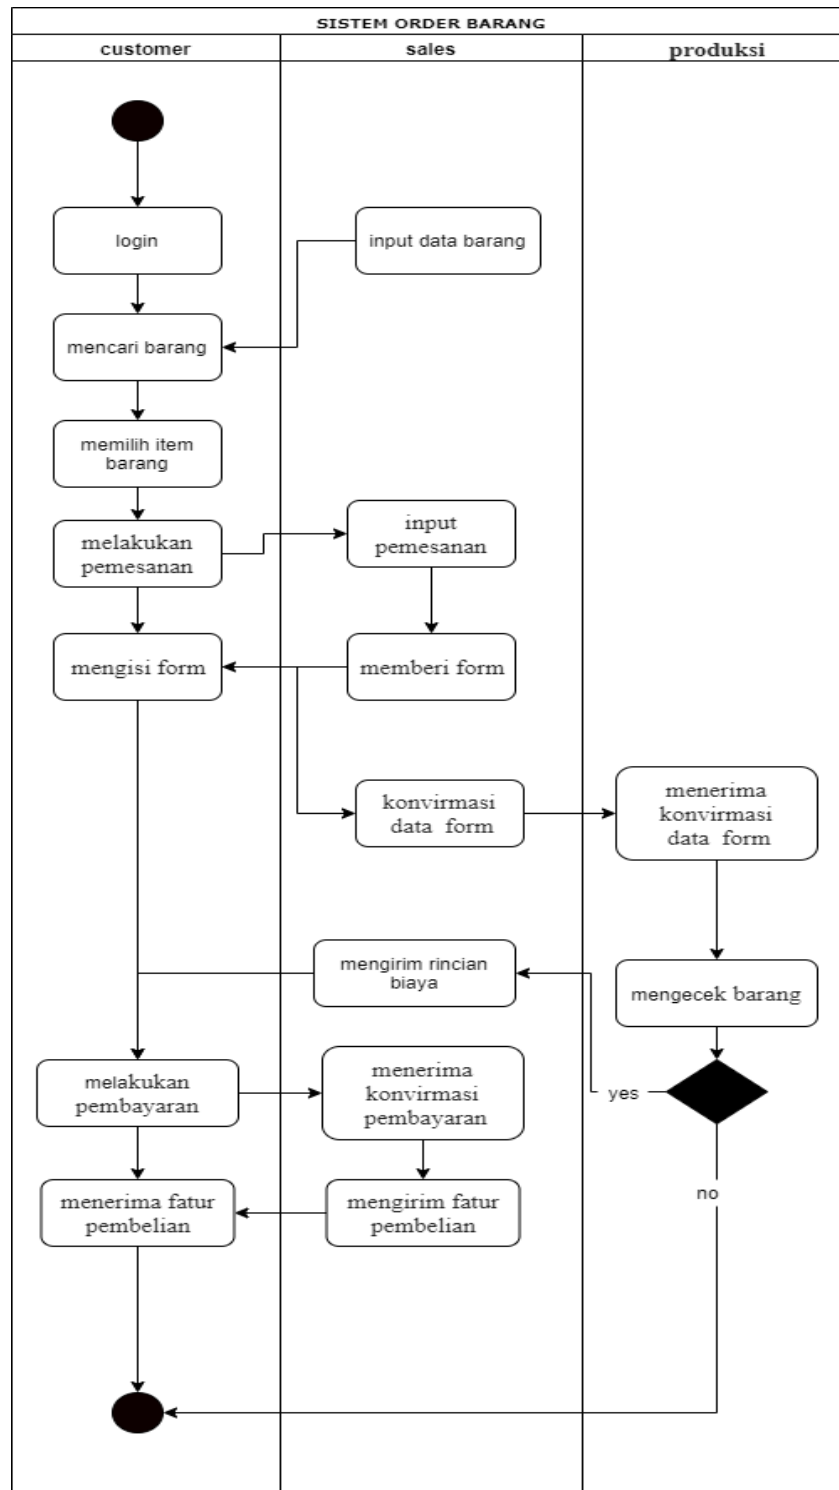 SISTEM ORDER BARANG
customer
sales
produksi
login
input data barang
mencari barang
memilih item
barang
melakukan
pemesanan
input
pemesanan
mengisi form
memberi form
konvirmasi
data form
menerima
konvirmasi
data form
mengirim rincian
biaya
mengecek barang
melakukan
pembayaran
menerima
konvirmasi
pembayaran
yes
menerima fatur
pembelian
mengirim fatur
pembelian
no